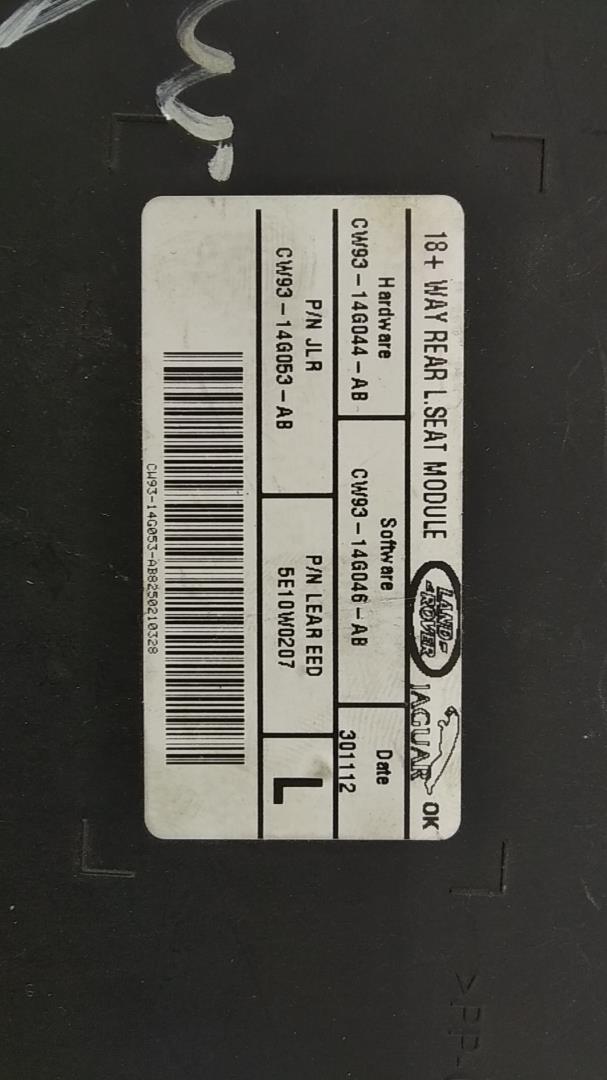 18+ WAY REAR L.SEAT MODULE LAND-ROVER JAGUAR OK
Hardware Software Date
CW93-14G044-AB CW93-14G046-AB 301112
P/N JLR P/N LEAR EED
CW93-14G053-AB 5E10W0207 L
CW93-14G053-AB8250210328
>PP-